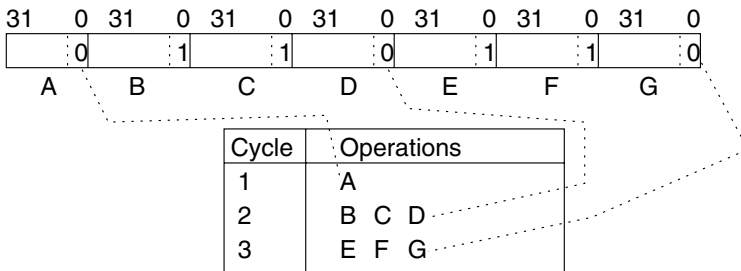 31 0 31 0 31 0 31 0 31 0 31 0 31 0
0 1 1 0 1 1 0
A B C D E F G
Cycle Operations
1 A
2 B C D
3 E F G